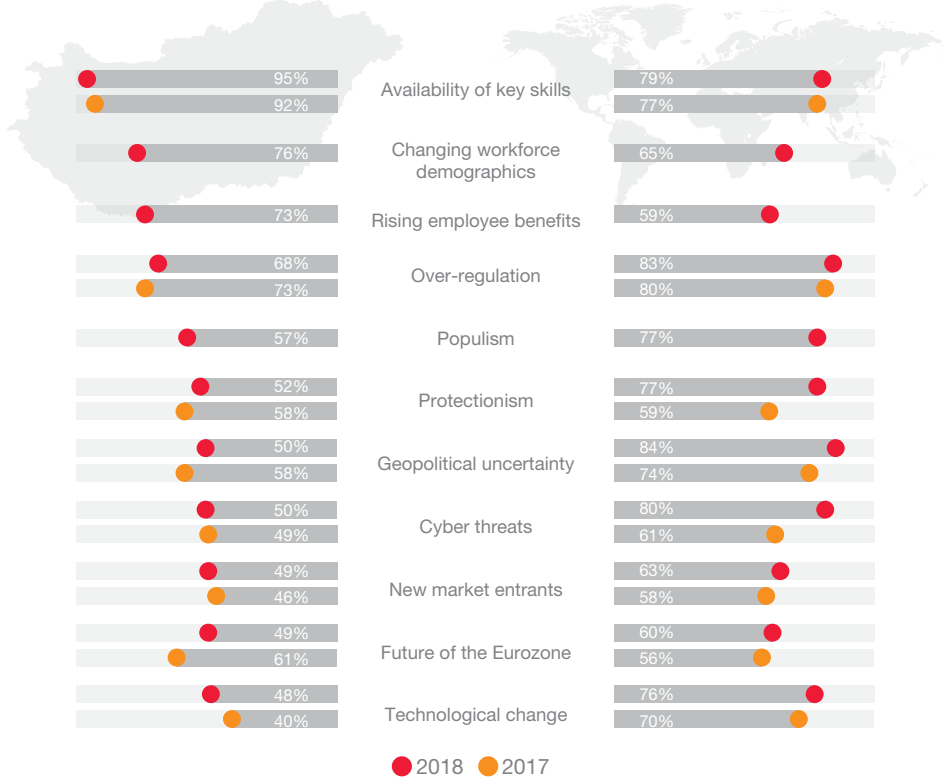 95% Availability of key skills 79%
92% 77%
76% Changing workforce 65%
demographics
73% Rising employee benefits 59%
68% Over-regulation 83%
73% 80%
57% Populism 77%
52% Protectionism 77%
58% 59%
50% Geopolitical uncertainty 84%
58% 74%
50% Cyber threats 80%
49% 61%
49% New market entrants 63%
46% 58%
49% Future of the Eurozone 60%
61% 56%
48% Technological change 76%
40% 70%
2018 2017